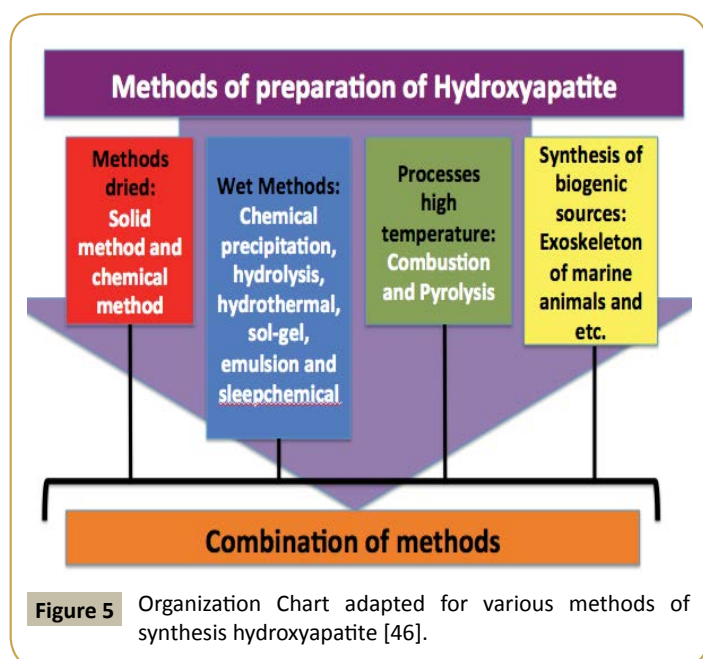 Methods of preparation of Hydroxyapatite
Methods
dried:
Solid
method and
chemical
method
Wet Methods:
Chemical
precipitation,
hydrolysis,
hydrothermal,
sol-gel,
emulsion and
sleepchemical
Processes
high
temperature:
Combustion
and Pyrolysis
Synthesis of
biogenic
sources:
Exoskeleton
of marine
animals and
etc.
Combination of methods
Figure 5 Organization Chart adapted for various methods of
synthesis hydroxyapatite [46].